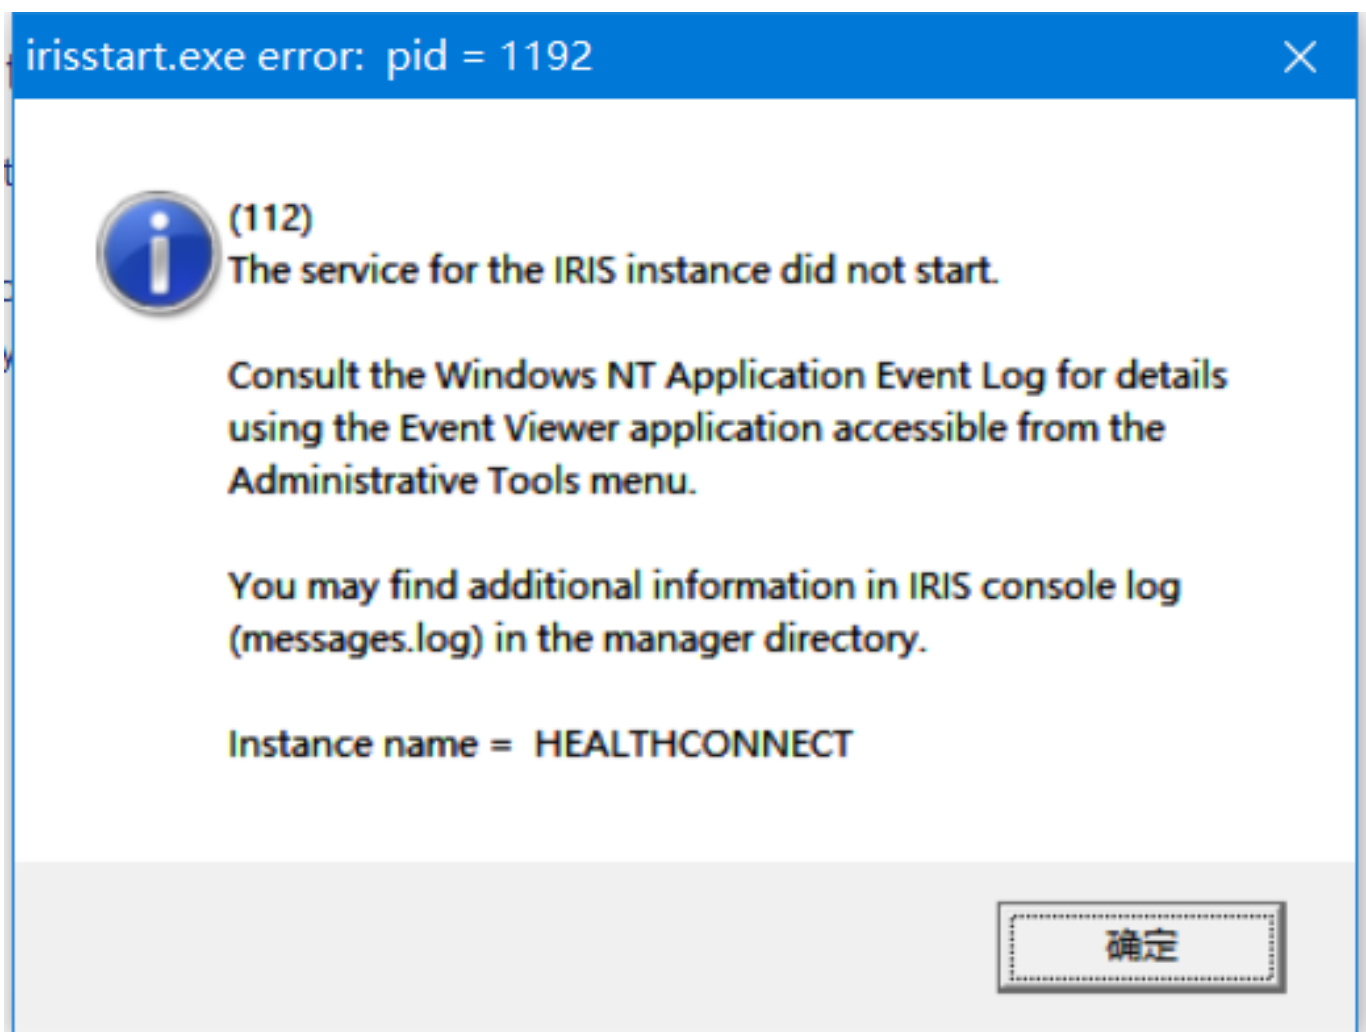 irisstart.exe error:  pid = 1192
(112)
The service for the IRIS instance did not start.
Consult the Windows NT Application Event Log for details
using the Event Viewer application accessible from the
Administrative Tools menu.
You may find additional information in IRIS console log
(messages.log) in the manager directory.
Instance name =  HEALTHCONNECT
确定